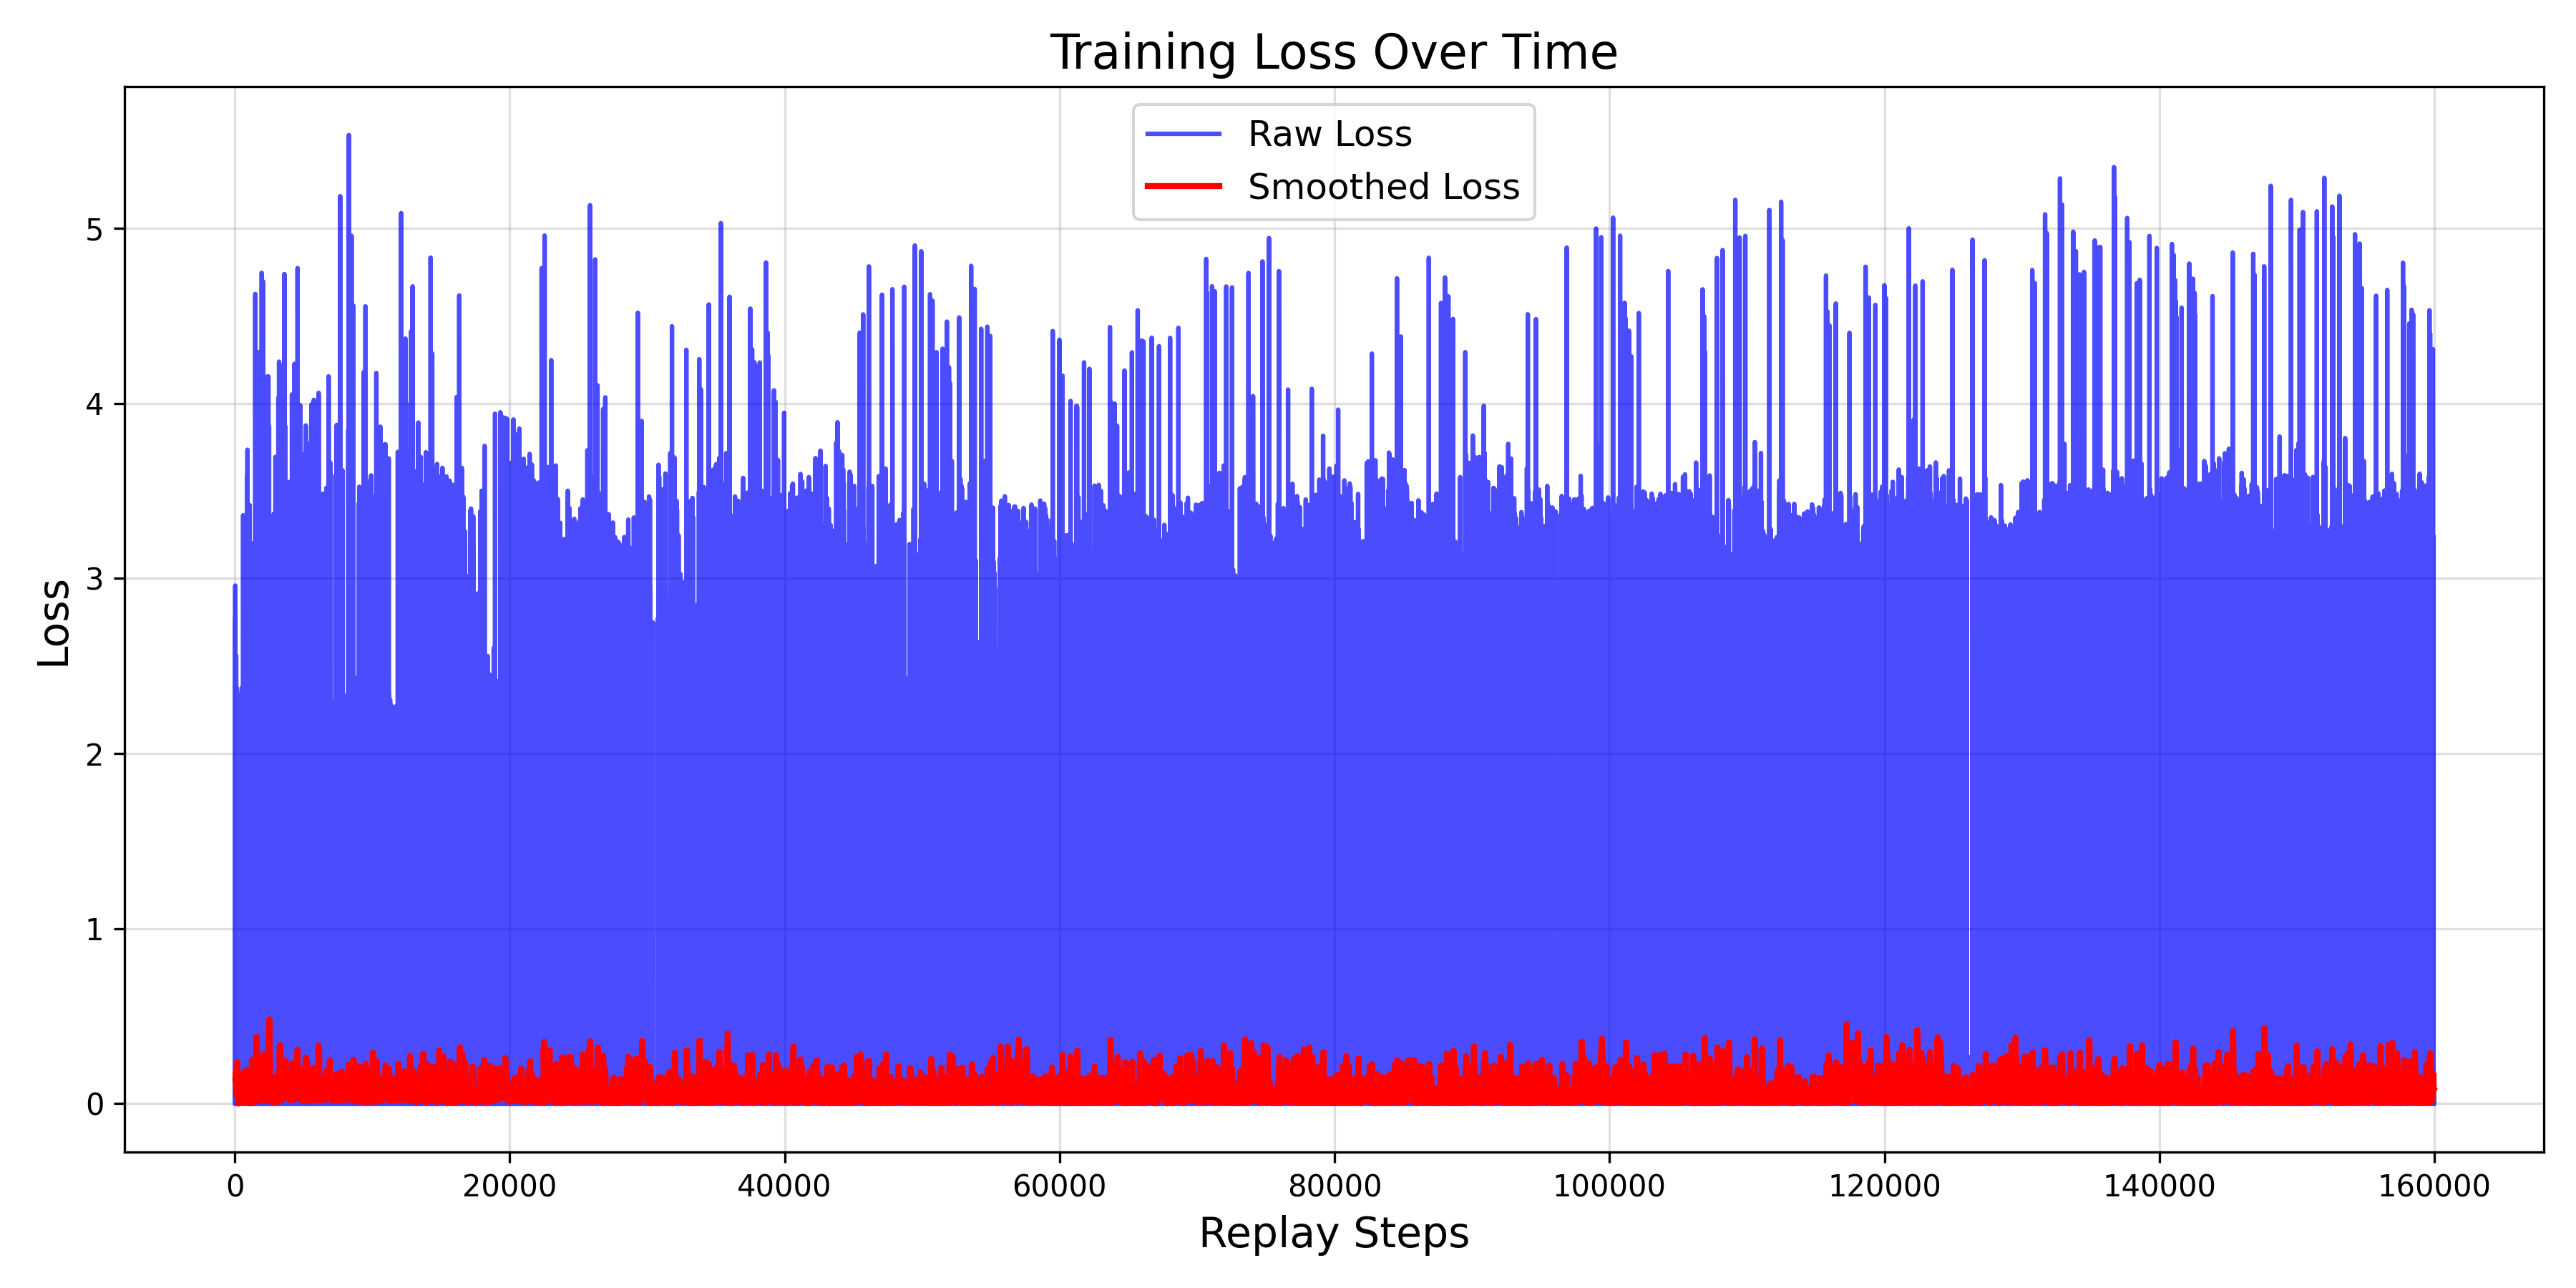 Training Loss Over Time
Raw Loss
Smoothed Loss
Loss
5
4
3
2
1
0
0 20000 40000 60000 80000 100000 120000 140000 160000
Replay Steps